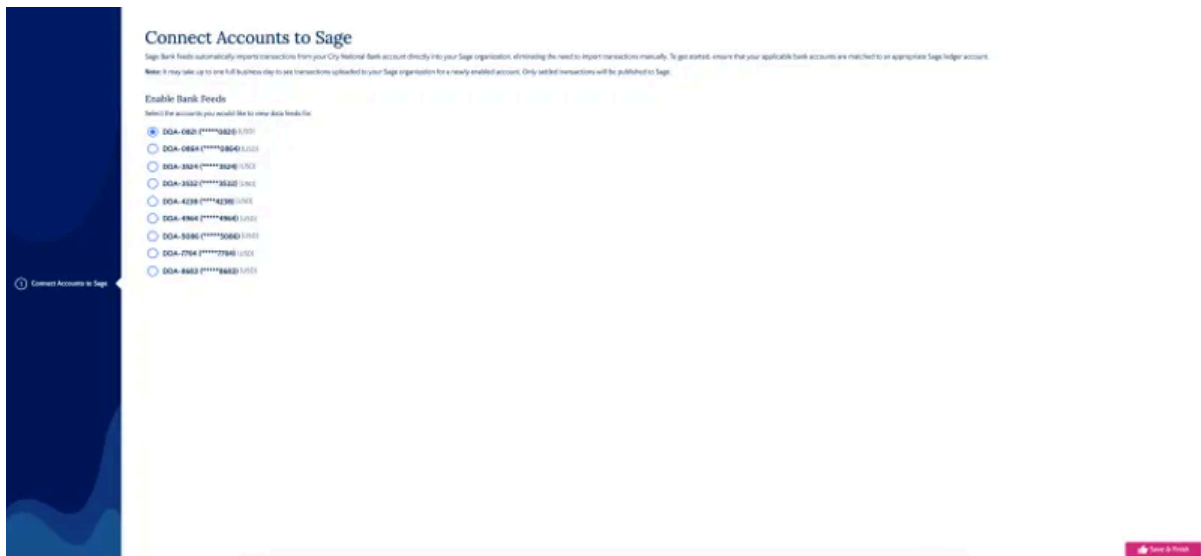 Connect Accounts to Sage
Sage Bank Feeds automatically imports transactions from your City National Bank account directly into your Sage organization, eliminating the need to import transactions manually. To get started, ensure that your applicable bank accounts are matched to an appropriate Sage ledger account.
Note: It may take up to one full business day to see transactions uploaded to your Sage organization for a newly enabled account. Only settled transactions will be published to Sage.
Enable Bank Feeds
Select the accounts you would like to view data feeds for.
DDA-0821 (*****0821) (USD)
DDA-0864 (*****0864) (USD)
DDA-3524 (*****3524) (USD)
DDA-3532 (*****3532) (USD)
DDA-4238 (****4238) (USD)
DDA-4964 (*****4964) (USD)
DDA-5086 (*****5086) (USD)
DDA-7764 (*****7764) (USD)
DDA-8683 (*****8683) (USD)
1 Connect Accounts to Sage
Save & Finish